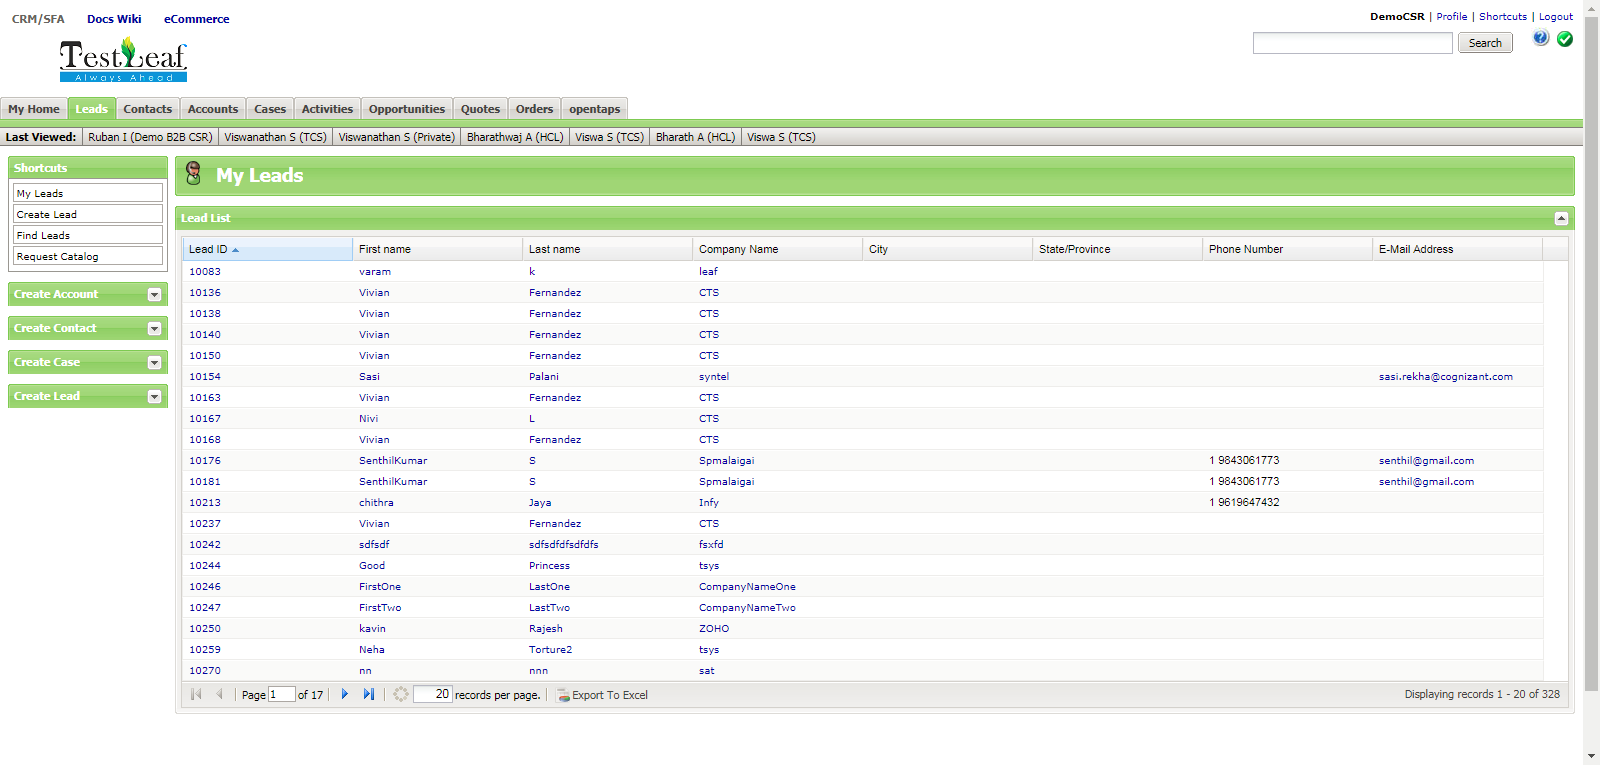 CRM/SFA Docs Wiki eCommerce
DemoCSR | Profile | Shortcuts | Logout
TestLeaf
Always Ahead
Search
My Home Leads Contacts Accounts Cases Activities Opportunities Quotes Orders opentaps
Last Viewed: Ruban I (Demo B2B CSR) Viswanathan S (TCS) Viswanathan S (Private) Bharathwaj A (HCL) Viswa S (TCS) Bharath A (HCL) Viswa S (TCS)
Shortcuts
My Leads
Create Lead
Find Leads
Request Catalog
Create Account
Create Contact
Create Case
Create Lead
My Leads
Lead List
Lead ID First name Last name Company Name City State/Province Phone Number E-Mail Address
10083 varam k leaf
10136 Vivian Fernandez CTS
10138 Vivian Fernandez CTS
10140 Vivian Fernandez CTS
10150 Vivian Fernandez CTS
10154 Sasi Palani syntel sasi.rekha@cognizant.com
10163 Vivian Fernandez CTS
10167 Nivi L CTS
10168 Vivian Fernandez CTS
10176 SenthilKumar S Spmalaigai 1 9843061773 senthil@gmail.com
10181 SenthilKumar S Spmalaigai 1 9843061773 senthil@gmail.com
10213 chithra Jaya Infy 1 9619647432
10237 Vivian Fernandez CTS
10242 sdfsdf sdfsdfdfsdfdfs fsxfd
10244 Good Princess tsys
10246 FirstOne LastOne CompanyNameOne
10247 FirstTwo LastTwo CompanyNameTwo
10250 kavin Rajesh ZOHO
10259 Neha Torture2 tsys
10270 nn nnn sat
Page 1 of 17 20 records per page. Export To Excel Displaying records 1 - 20 of 328